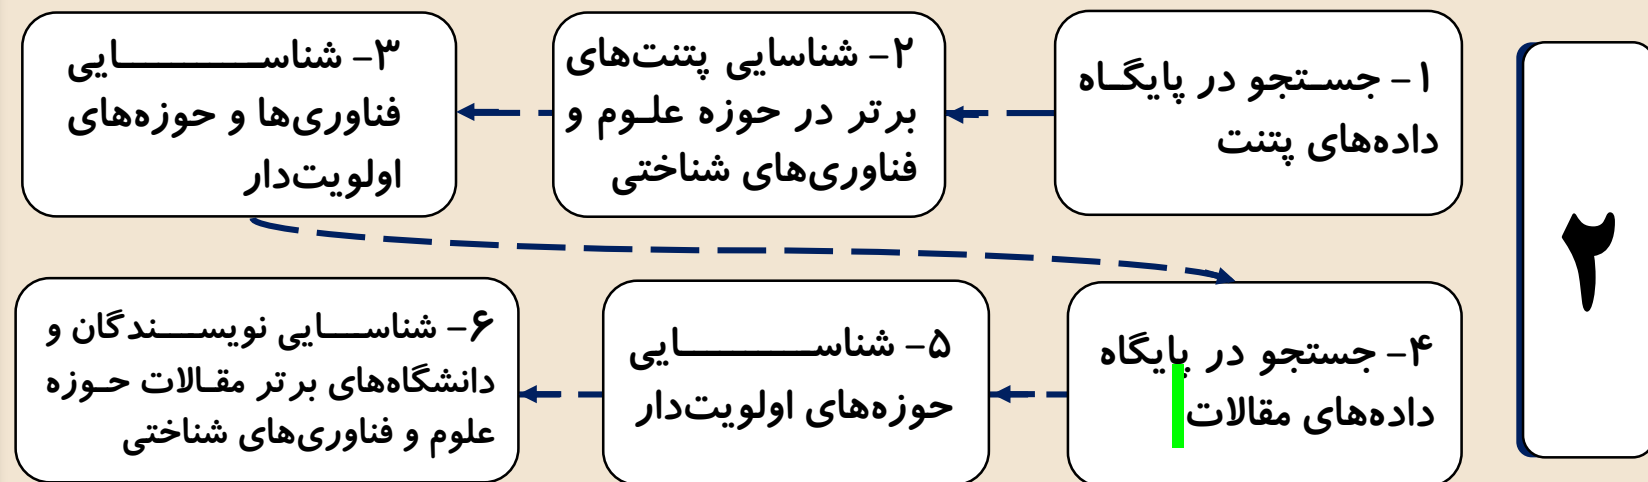 ۲
۱- جستجو در پایگاه
داده‌های پتنت
۲- شناسایی پتنت‌های
برتر در حوزه علوم و
فناوری‌های شناختی
۳- شناسایی
فناوری‌ها و حوزه‌های
اولویت‌دار
۴- جستجو در پایگاه
داده‌های مقالات
۵- شناسایی
حوزه‌های اولویت‌دار
۶- شناسایی نویسندگان و
دانشگاه‌های برتر مقالات حوزه
علوم و فناوری‌های شناختی